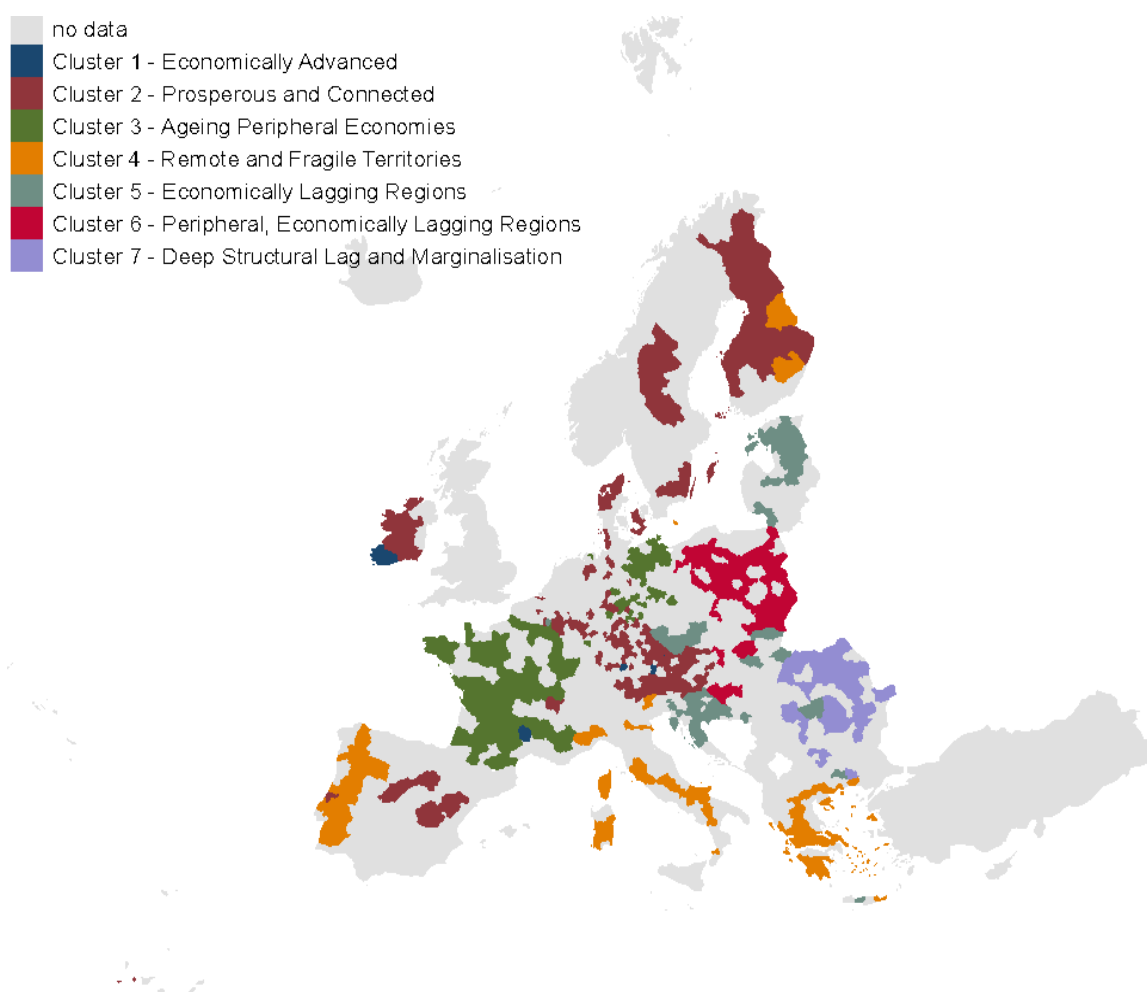 no data
Cluster 1 - Economically Advanced
Cluster 2 - Prosperous and Connected
Cluster 3 - Ageing Peripheral Economies
Cluster 4 - Remote and Fragile Territories
Cluster 5 - Economically Lagging Regions
Cluster 6 - Peripheral, Economically Lagging Regions
Cluster 7 - Deep Structural Lag and Marginalisation